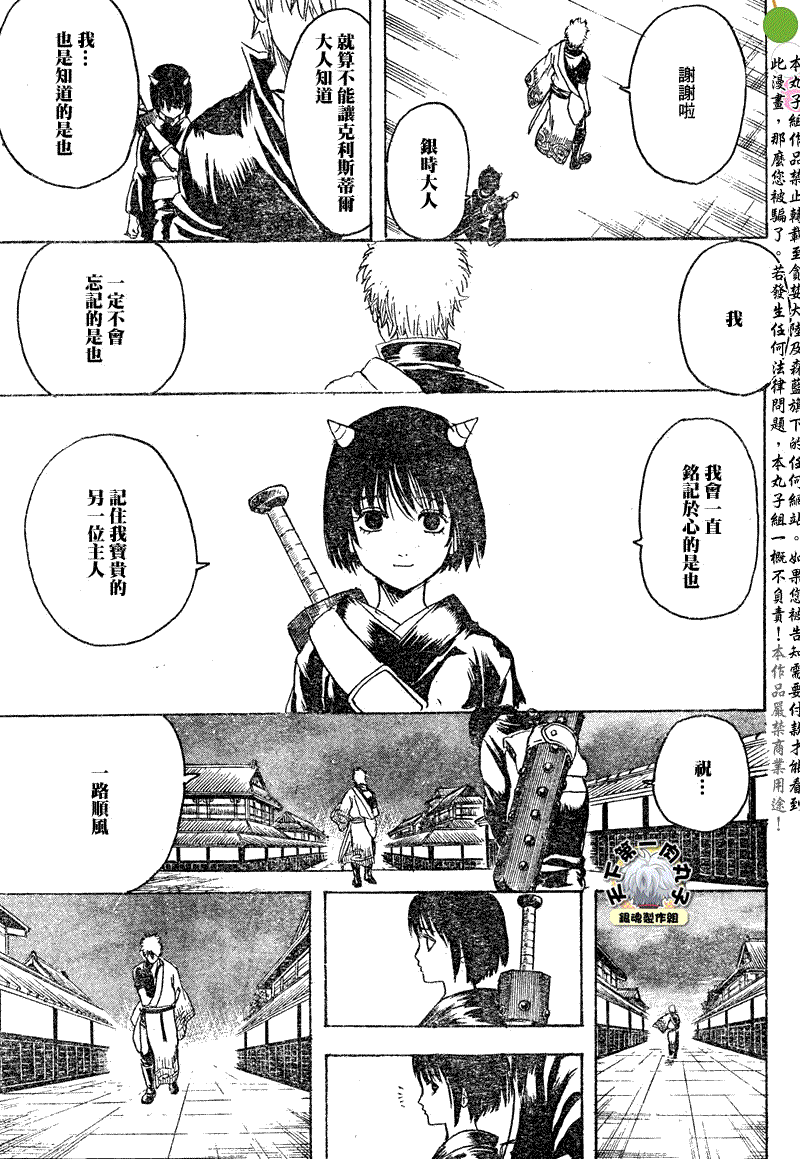 謝謝啦
銀時大人
就算不能讓克利斯蒂爾
大人知道
我…
也是知道的是也
我
一定不會
忘記的是也
我會一直
銘記於心的是也
記住我寶貴的
另一位主人
祝…
一路順風
天下第一肉丸子
銀魂製作組
本丸子組作品禁止轉載至貪婪大陸及森藍旗下的任何網站。如果您被告知需要付款才能看到
此漫畫，那麼您被騙了。若發生任何法律問題，本丸子組一概不負責！本作品嚴禁商業用途！